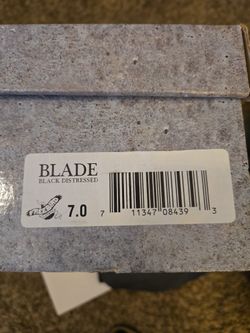 BLADE
BLACK DISTRESSED
7.0
7 11347 08439 3